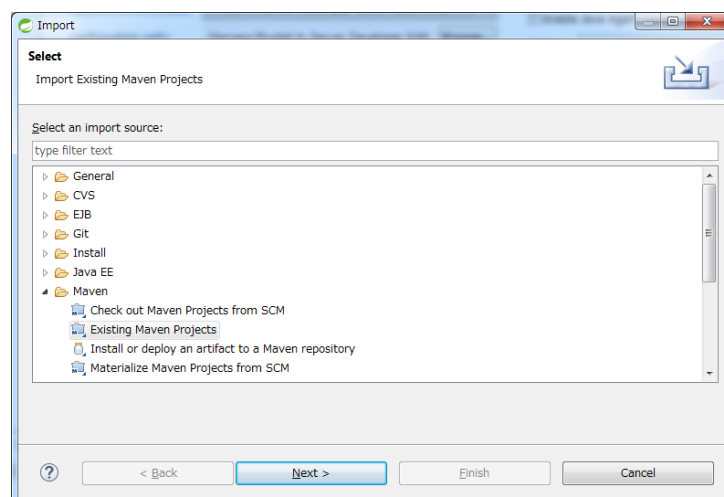 Import
Select
Import Existing Maven Projects
Select an import source:
type filter text
General
CVS
EJB
Git
Install
Java EE
Maven
Check out Maven Projects from SCM
Existing Maven Projects
Install or deploy an artifact to a Maven repository
Materialize Maven Projects from SCM
?
< Back
Next >
Finish
Cancel